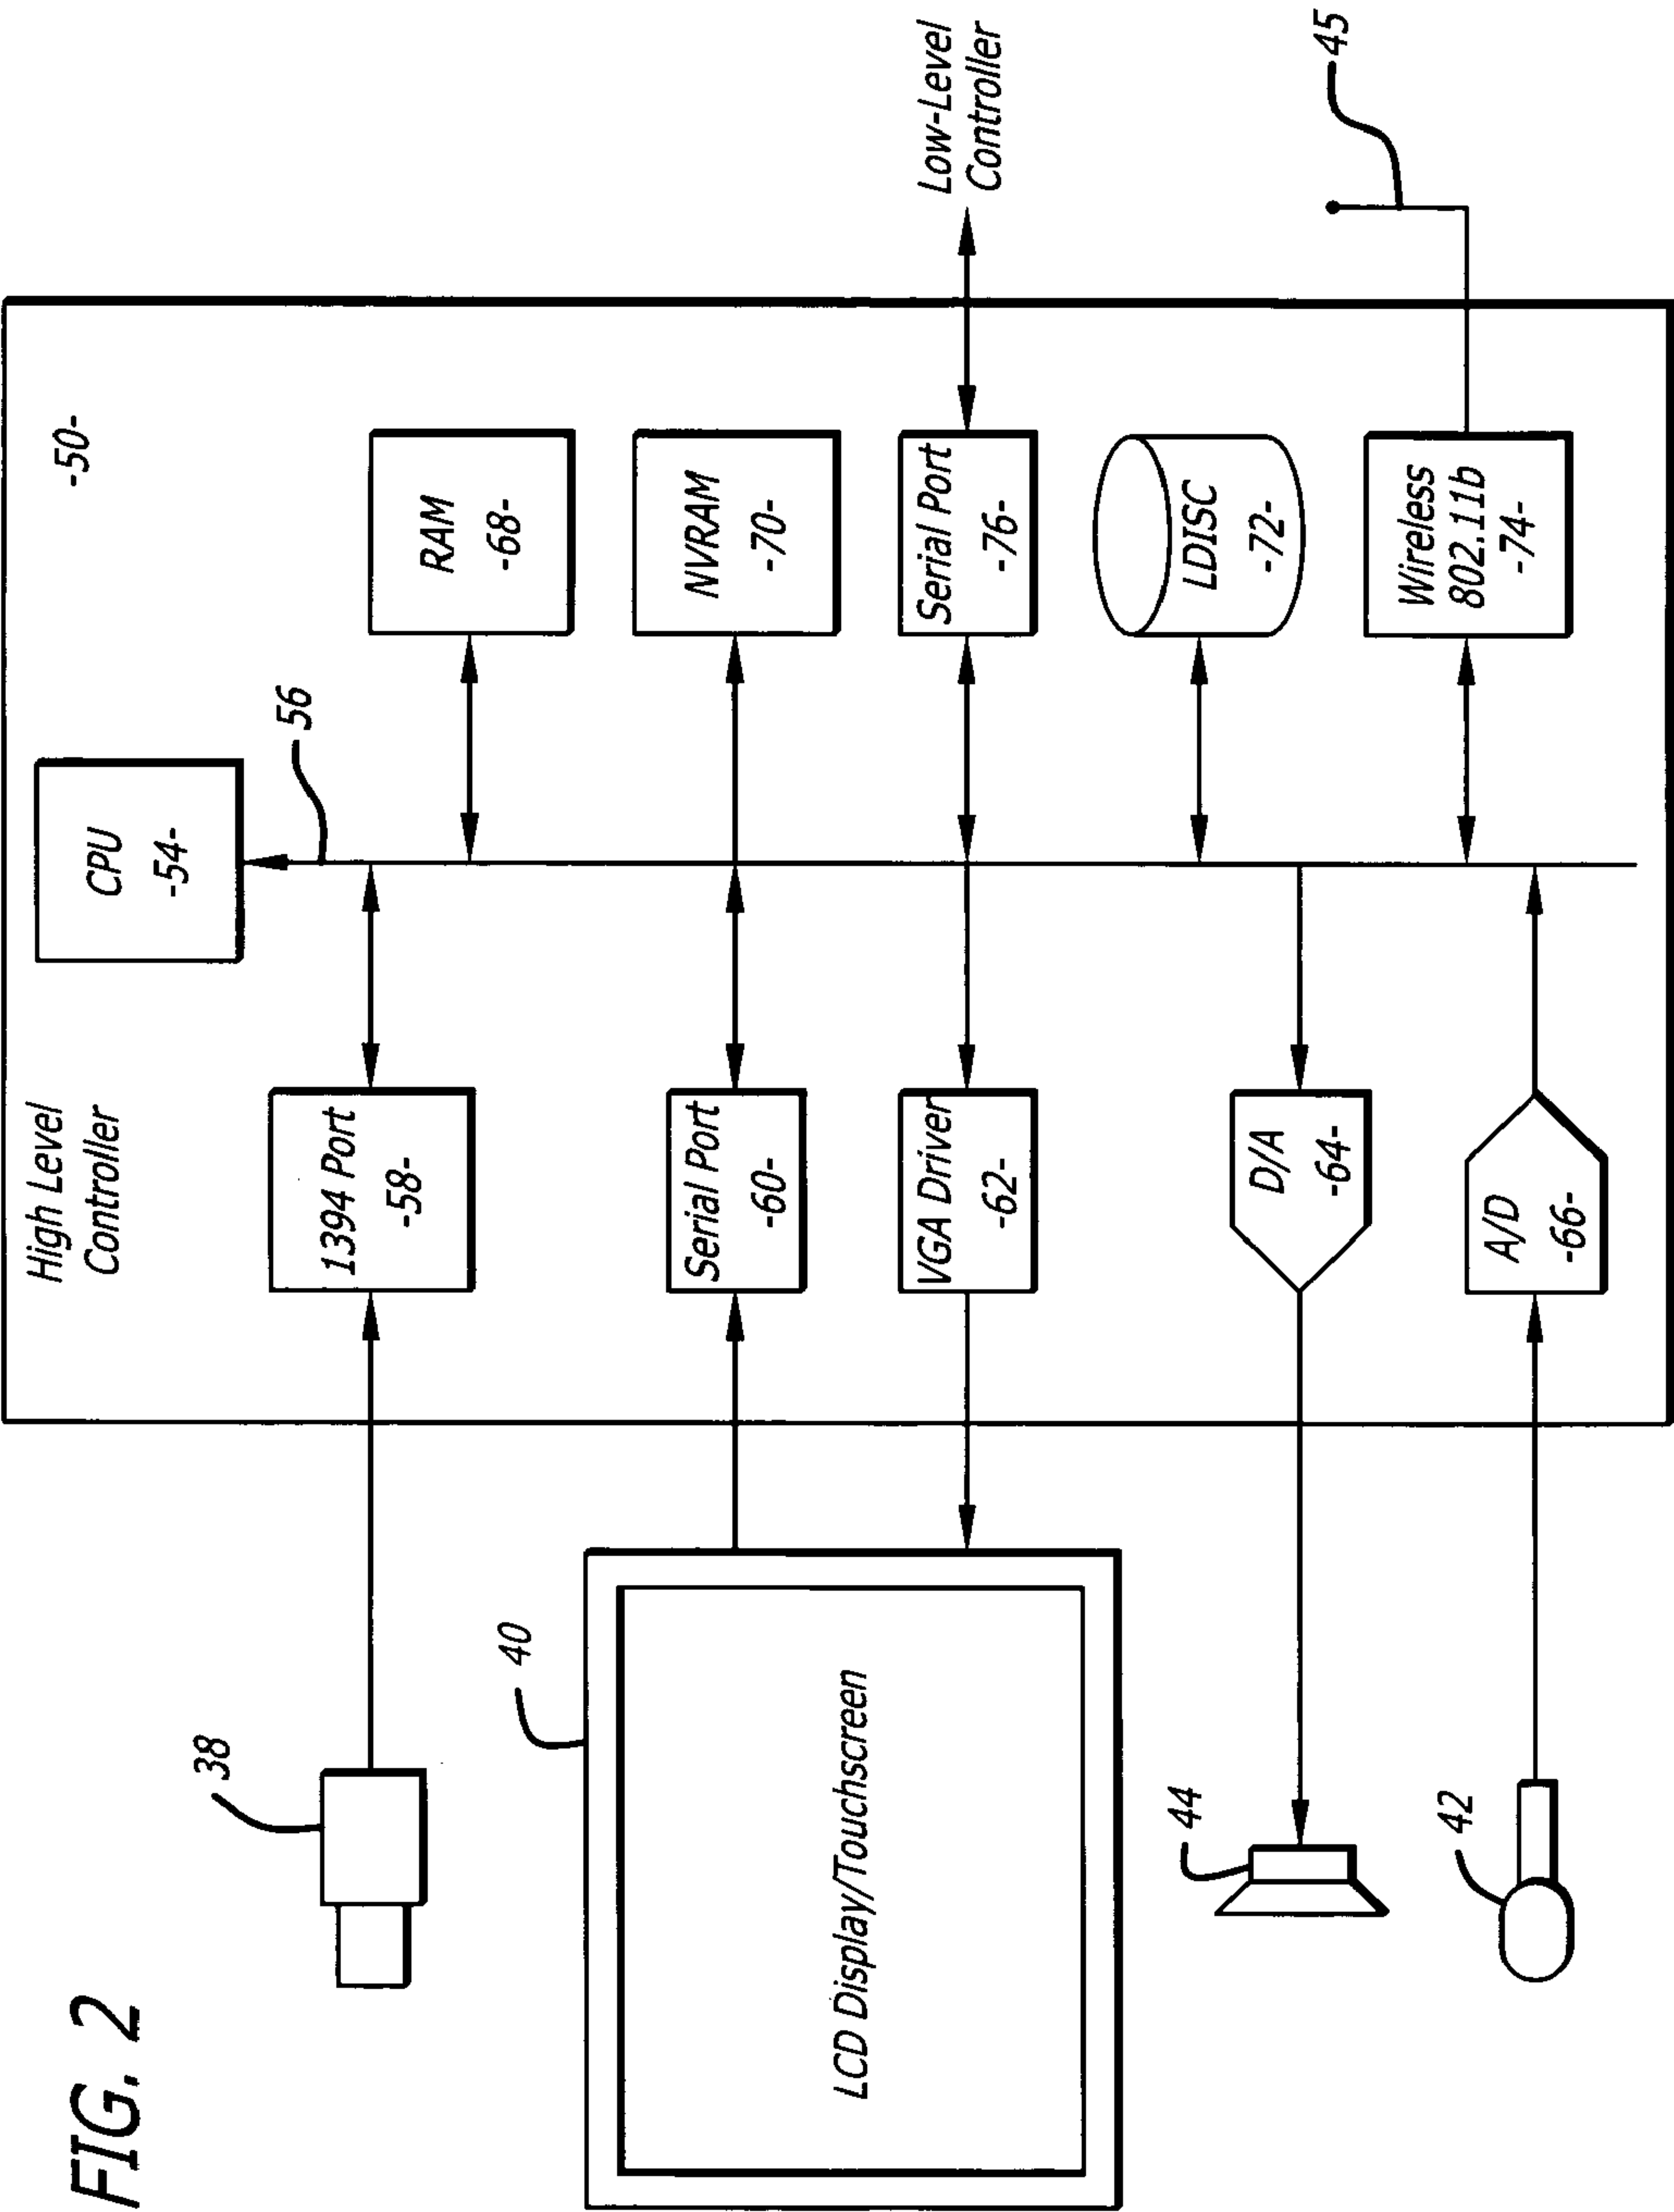 FIG. 2
High Level
Controller
-50-
CPU
-54-
56
38
1394 Port
-58-
RAM
-68-
40
LCD Display/Touchscreen
Serial Port
-60-
NVRAM
-70-
VGA Driver
-62-
Serial Port
-76-
Low-Level
Controller
44
D/A
-64-
LDISC
-72-
42
A/D
-66-
Wireless
802.11b
-74-
45